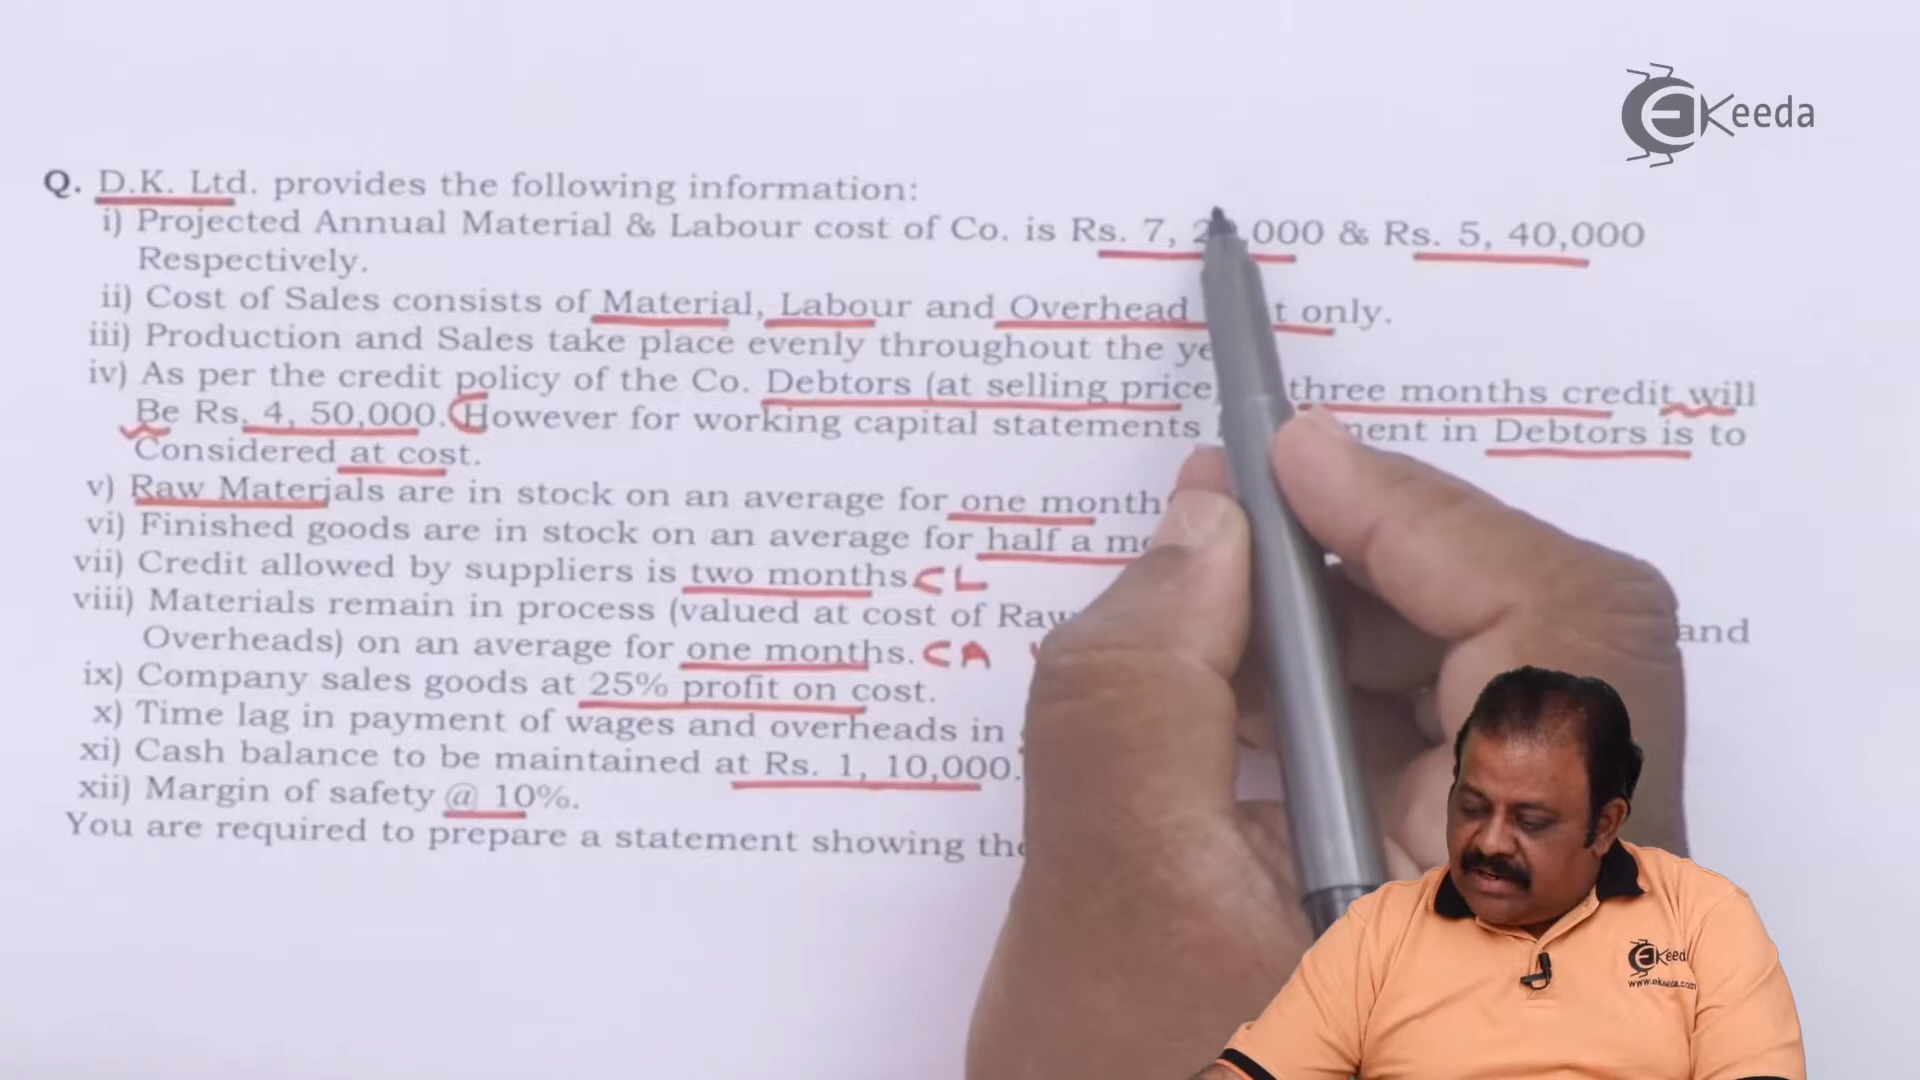 EKeeda
Q. D.K. Ltd. provides the following information:
i) Projected Annual Material & Labour cost of Co. is Rs. 7, 2 ,000 & Rs. 5, 40,000
Respectively.
ii) Cost of Sales consists of Material, Labour and Overhead only.
iii) Production and Sales take place evenly throughout the
iv) As per the credit policy of the Co. Debtors (at selling price three months credit will
Be Rs. 4, 50,000. However for working capital statements in Debtors is to
Considered at cost.
v) Raw Materials are in stock on an average for one month
vi) Finished goods are in stock on an average for half a
vii) Credit allowed by suppliers is two months CL
viii) Materials remain in process (valued at cost of Raw and
Overheads) on an average for one months. CA
ix) Company sales goods at 25% profit on cost.
x) Time lag in payment of wages and overheads in
xi) Cash balance to be maintained at Rs. 1, 10,000.
xii) Margin of safety @ 10%.
You are required to prepare a statement showing the
EKeeda
www.ekeeda.com